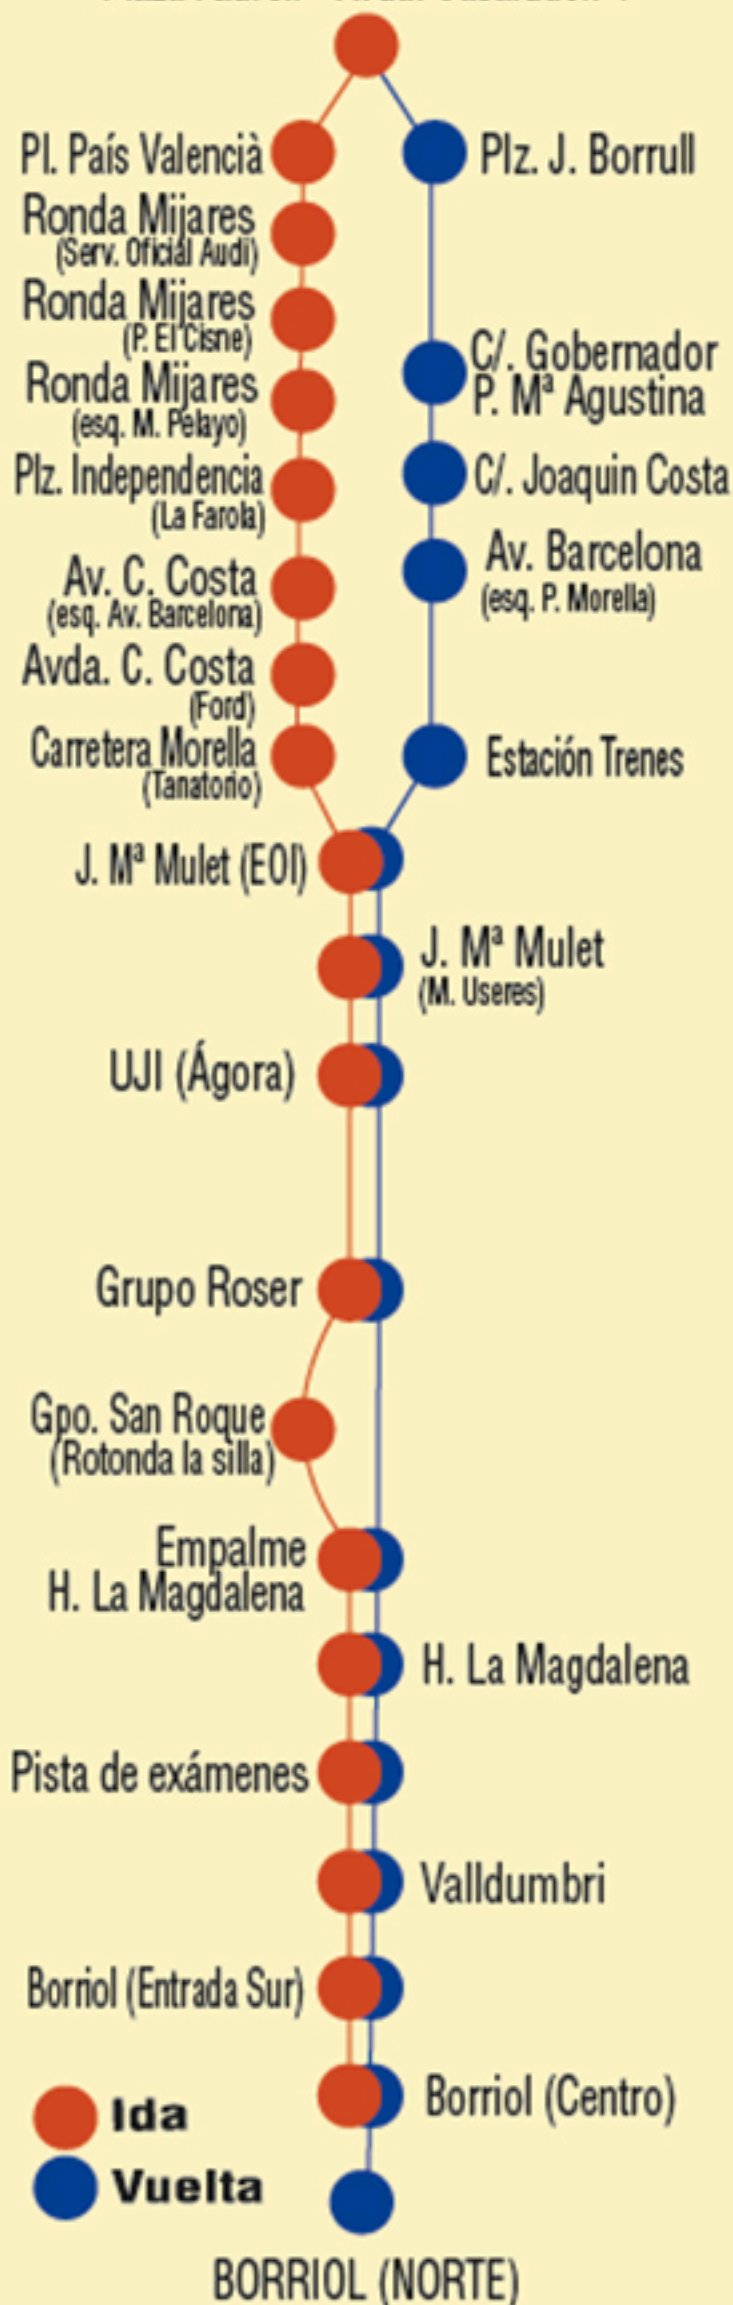 Pl. País Valencià
Plz. J. Borrull
Ronda Mijares
(Serv. Oficial Audi)
Ronda Mijares
(P. El Cisne)
C/. Gobernador
P. Mª Agustina
Ronda Mijares
(esq. M. Pelayo)
Plz. Independencia
(La Farola)
C/. Joaquin Costa
Av. Barcelona
(esq. P. Morella)
Av. C. Costa
(esq. Av. Barcelona)
Avda. C. Costa
(Ford)
Carretera Morella
(Tanatorio)
Estación Trenes
J. Mª Mulet (EOI)
J. Mª Mulet
(M. Useres)
UJI (Ágora)
Grupo Roser
Gpo. San Roque
(Rotonda la silla)
Empalme
H. La Magdalena
H. La Magdalena
Pista de exámenes
Valldumbri
Borriol (Entrada Sur)
Borriol (Centro)
Ida
Vuelta
BORRIOL (NORTE)